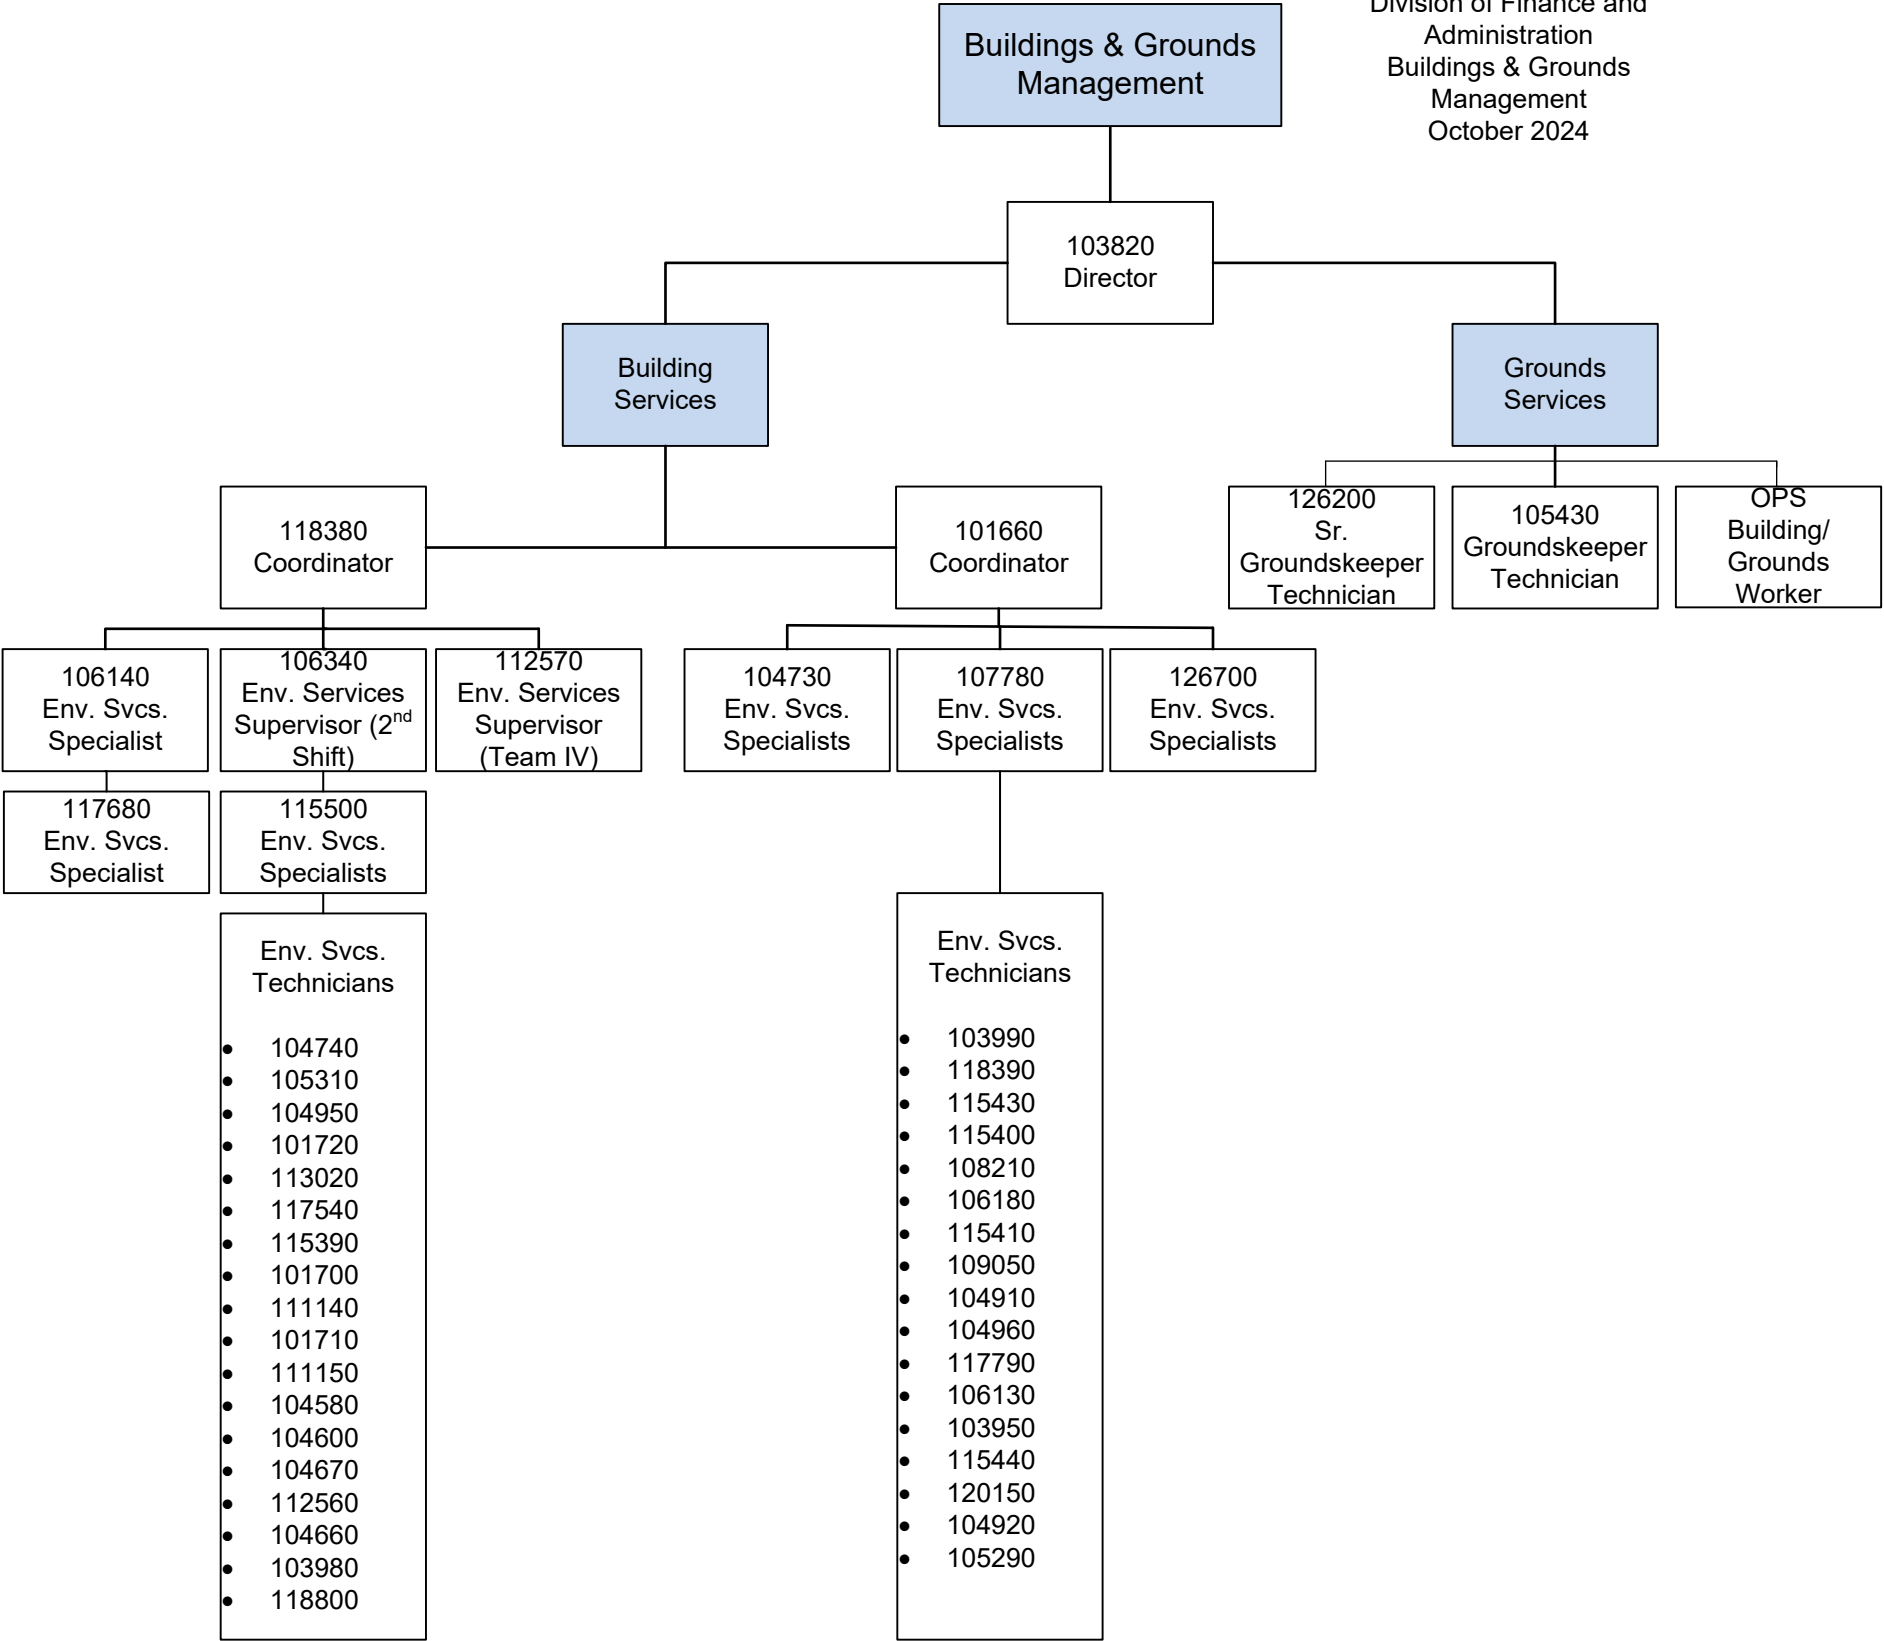 Division of Finance and
Administration
Buildings & Grounds
Management
October 2024
Buildings & Grounds
Management
103820
Director
Building
Services
Grounds
Services
118380
Coordinator
101660
Coordinator
126200
Sr.
Groundskeeper
Technician
105430
Groundskeeper
Technician
OPS
Building/
Grounds
Worker
106140
Env. Svcs.
Specialist
106340
Env. Services
Supervisor (2nd
Shift)
112570
Env. Services
Supervisor
(Team IV)
104730
Env. Svcs.
Specialists
107780
Env. Svcs.
Specialists
126700
Env. Svcs.
Specialists
117680
Env. Svcs.
Specialist
115500
Env. Svcs.
Specialists
Env. Svcs.
Technicians
• 104740
• 105310
• 104950
• 101720
• 113020
• 117540
• 115390
• 101700
• 111140
• 101710
• 111150
• 104580
• 104600
• 104670
• 112560
• 104660
• 103980
• 118800
Env. Svcs.
Technicians
• 103990
• 118390
• 115430
• 115400
• 108210
• 106180
• 115410
• 109050
• 104910
• 104960
• 117790
• 106130
• 103950
• 115440
• 120150
• 104920
• 105290